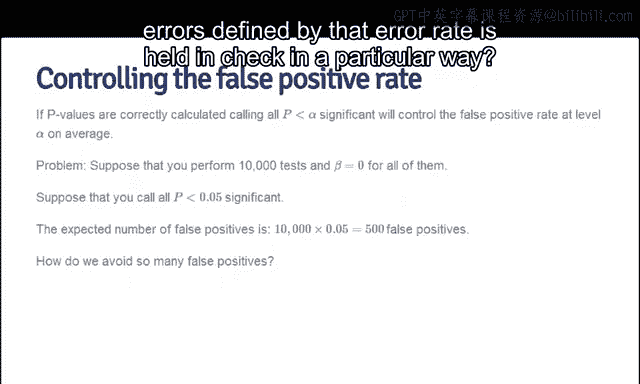 GPT中英字幕课程资源@bilibili.com
errors defined by that error rate is
held in check in a particular way?
Controlling the false positive rate
If P-values are correctly calculated calling all P < α significant will control the false positive rate at level
α on average.
Problem: Suppose that you perform 10,000 tests and β = 0 for all of them.
Suppose that you call all P < 0.05 significant.
The expected number of false positives is: 10,000 × 0.05 = 500 false positives.
How do we avoid so many false positives?